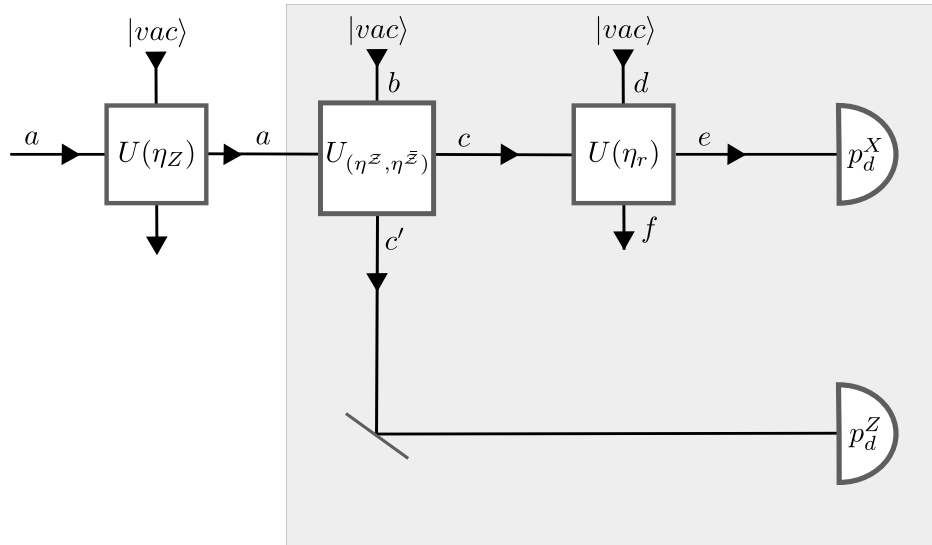 |vac⟩ |vac⟩ |vac⟩
b d
a U(η_Z) a U_(η^𝒵, η^𝒵̄) c U(η_r) e p_d^X
c′ f
p_d^Z